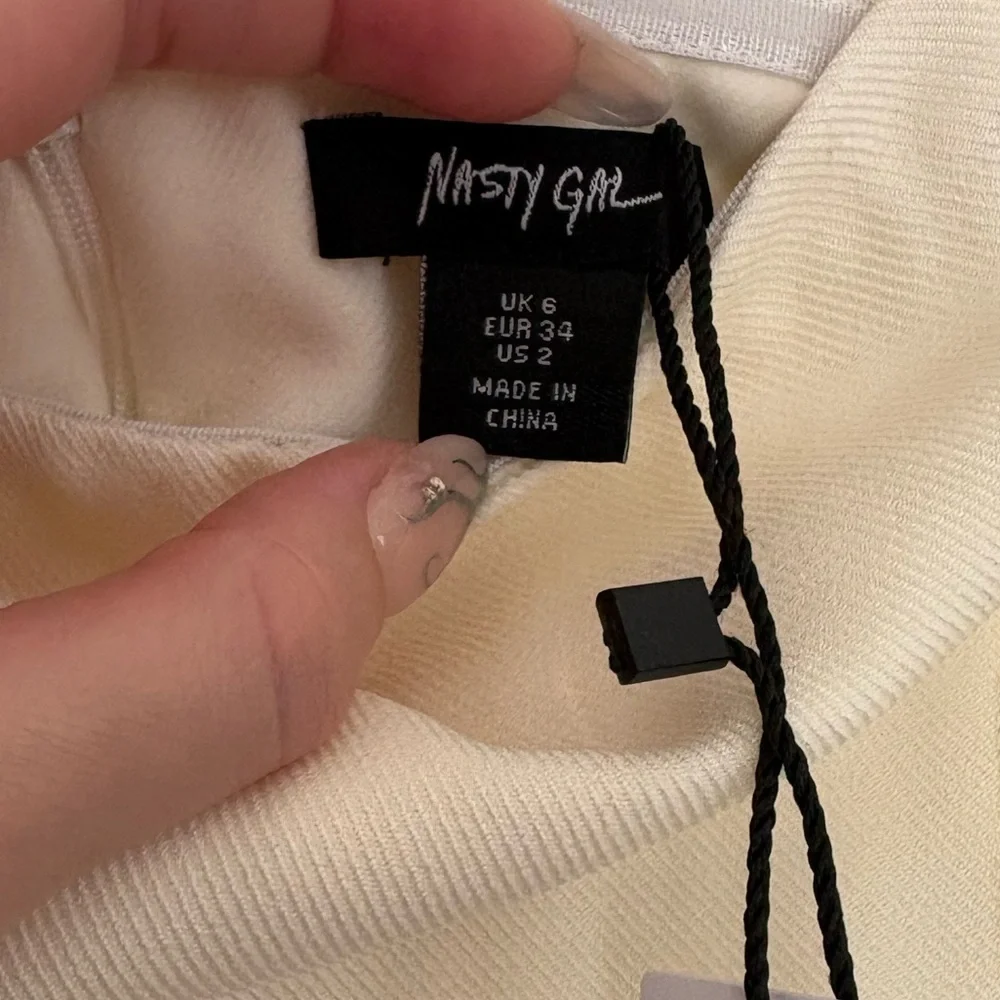 NASTY GAL
UK 6
EUR 34
US 2
MADE IN
CHINA